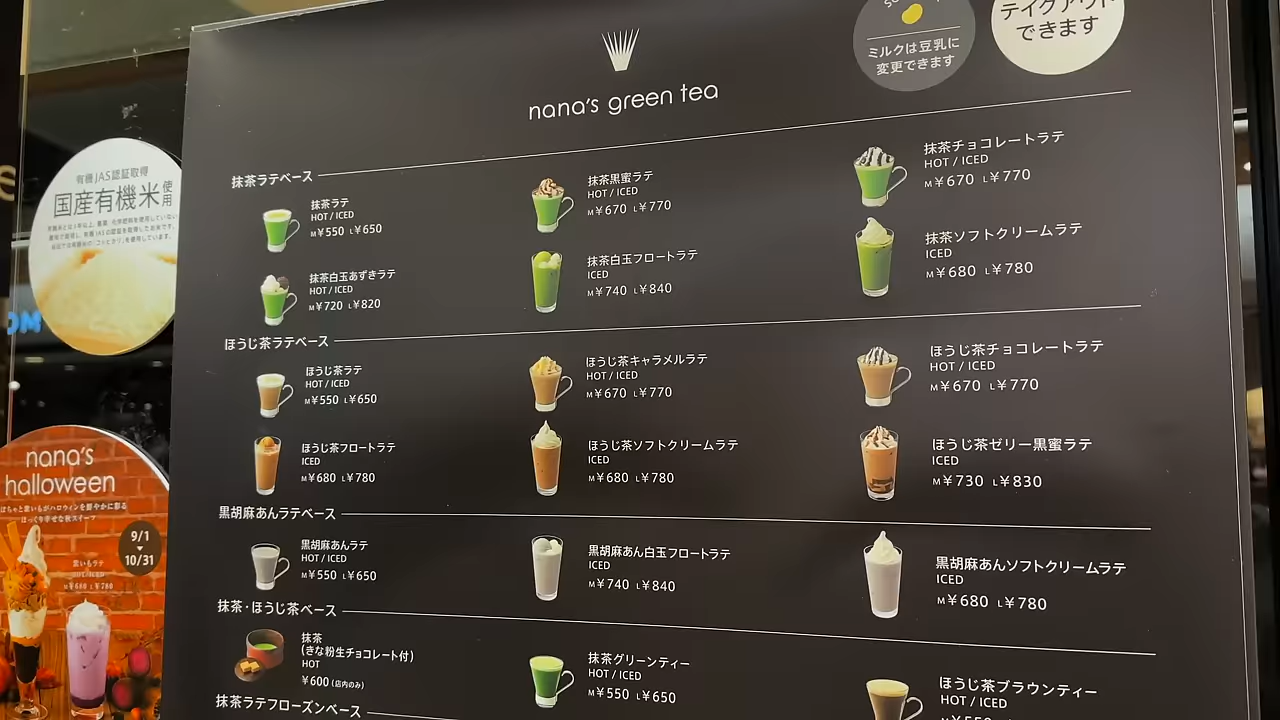 ミルクは豆乳に
変更できます
テイクアウト
できます
nana's green tea
抹茶ラテベース
抹茶ラテ
HOT / ICED
M¥550 L¥650
抹茶黒蜜ラテ
HOT / ICED
M¥670 L¥770
抹茶チョコレートラテ
HOT / ICED
M¥670 L¥770
抹茶白玉あずきラテ
HOT / ICED
M¥720 L¥820
抹茶白玉フロートラテ
ICED
M¥740 L¥840
抹茶ソフトクリームラテ
ICED
M¥680 L¥780
ほうじ茶ラテベース
ほうじ茶ラテ
HOT / ICED
M¥550 L¥650
ほうじ茶キャラメルラテ
HOT / ICED
M¥670 L¥770
ほうじ茶チョコレートラテ
HOT / ICED
M¥670 L¥770
ほうじ茶フロートラテ
ICED
M¥680 L¥780
ほうじ茶ソフトクリームラテ
ICED
M¥680 L¥780
ほうじ茶ゼリー黒蜜ラテ
ICED
M¥730 L¥830
黒胡麻あんラテベース
黒胡麻あんラテ
HOT / ICED
M¥550 L¥650
黒胡麻あん白玉フロートラテ
ICED
M¥740 L¥840
黒胡麻あんソフトクリームラテ
ICED
M¥680 L¥780
抹茶・ほうじ茶ベース
抹茶
(きな粉生チョコレート付)
HOT
¥600 (店内のみ)
抹茶グリーンティー
HOT / ICED
M¥550 L¥650
ほうじ茶ブラウンティー
HOT / ICED
抹茶ラテフローズンベース
有機JAS認証取得
国産有機米使用
nana's
halloween
9/1
10/31
紫いもラテ
HOT/ICED
M¥680 L¥780